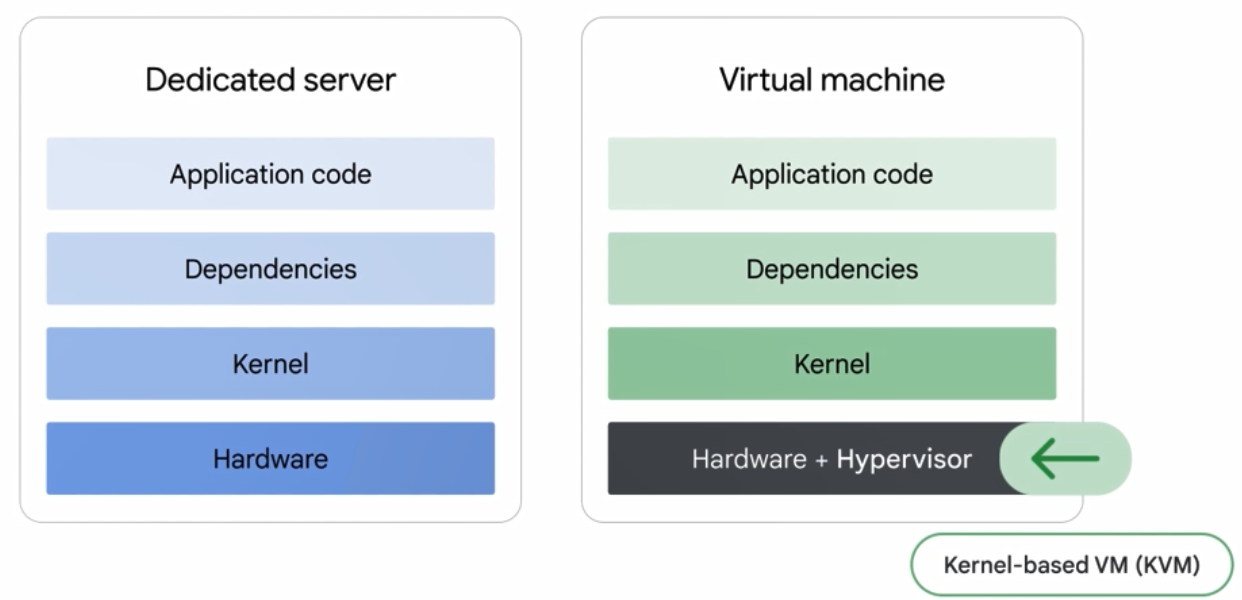 Dedicated server
Application code
Dependencies
Kernel
Hardware
Virtual machine
Application code
Dependencies
Kernel
Hardware + Hypervisor
Kernel-based VM (KVM)